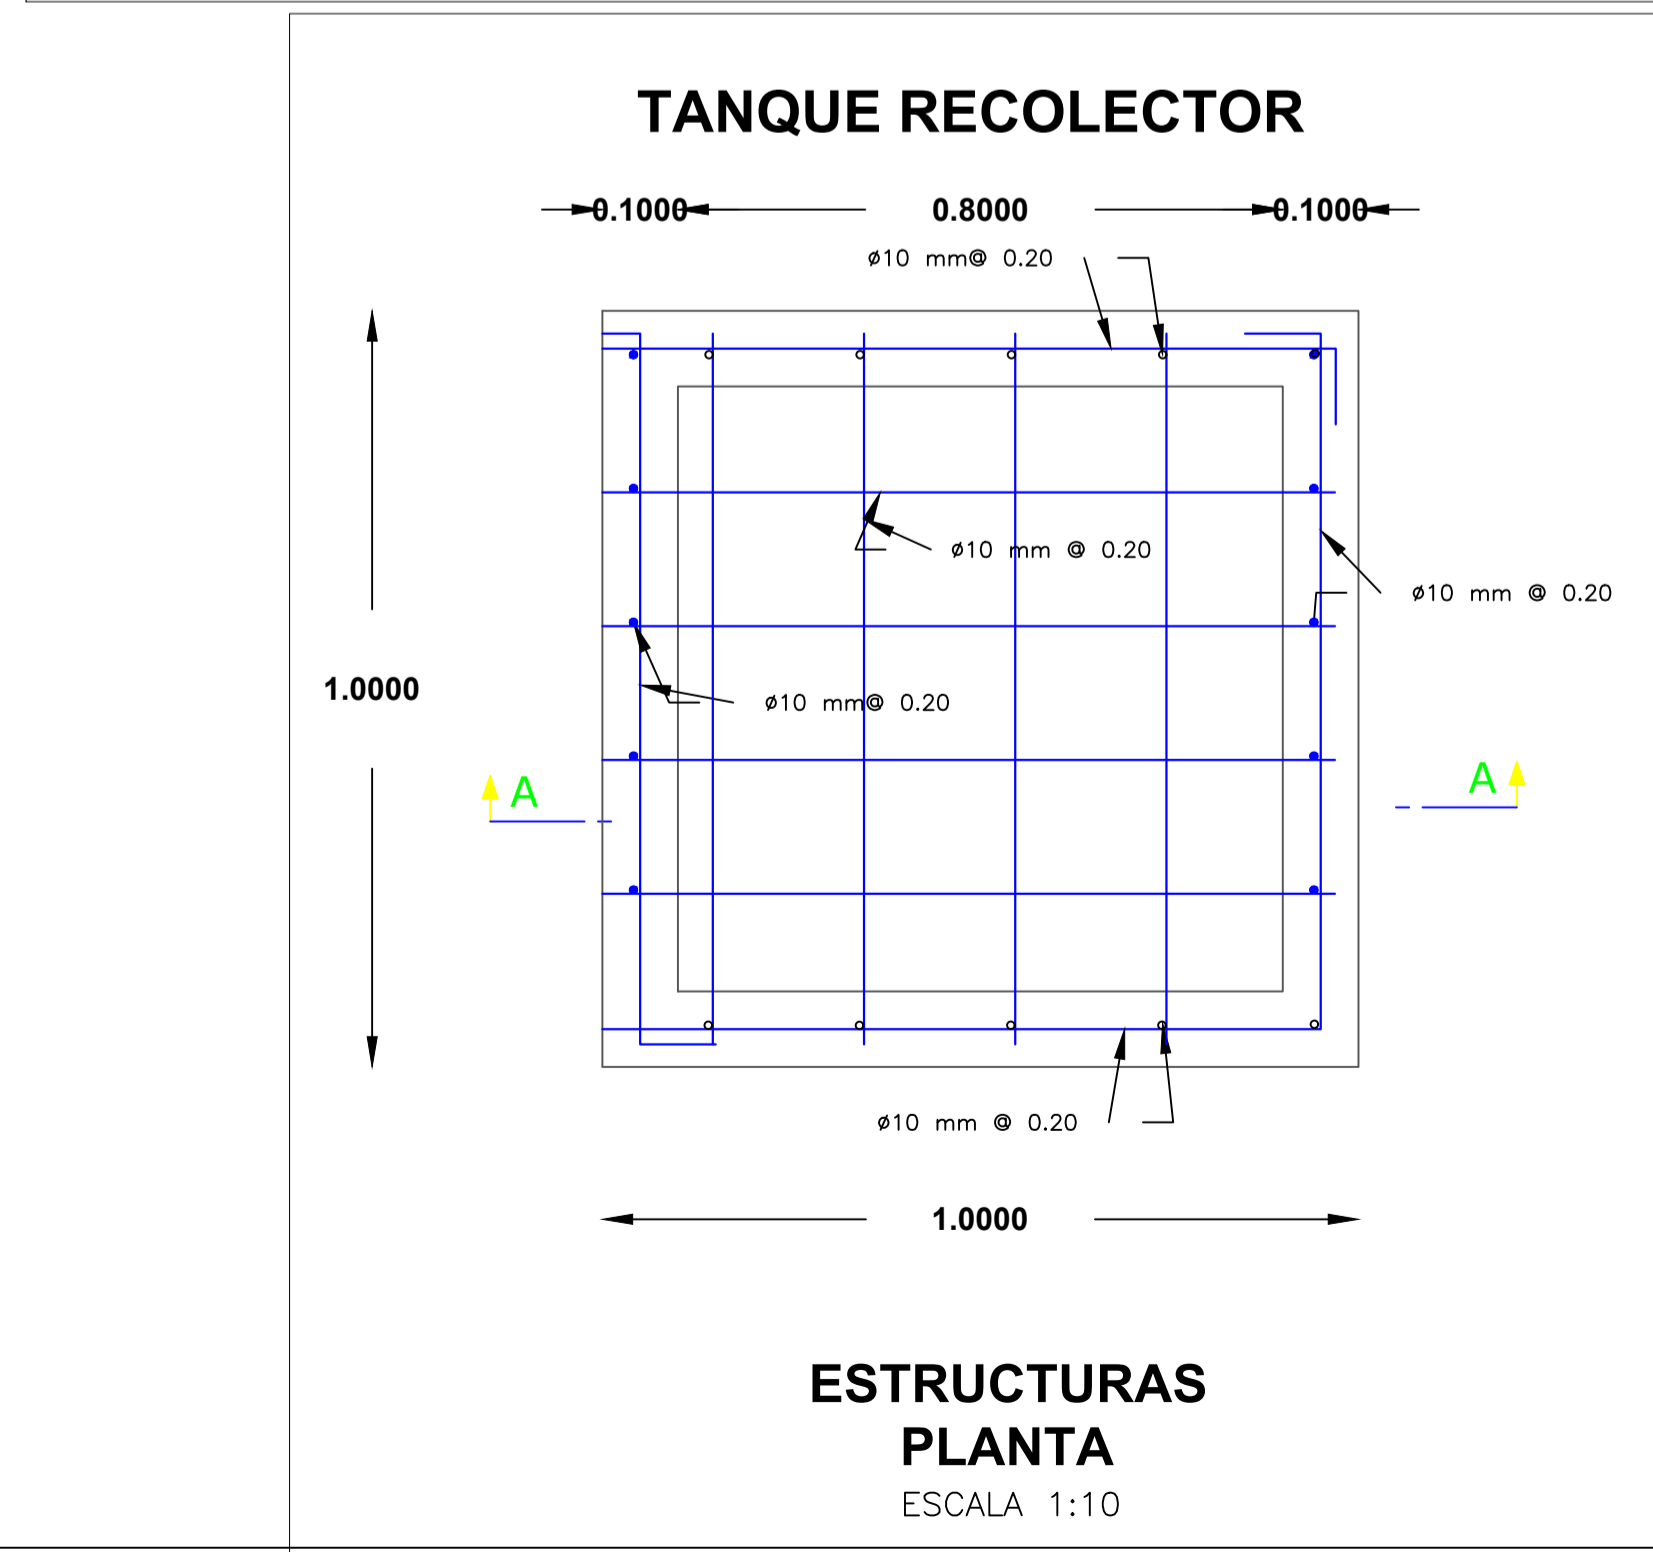 TANQUE RECOLECTOR
0.1000 0.8000 0.1000
ø10 mm@ 0.20
ø10 mm @ 0.20
ø10 mm @ 0.20
1.0000
ø10 mm@ 0.20
A
A
ø10 mm @ 0.20
1.0000
ESTRUCTURAS
PLANTA
ESCALA 1:10